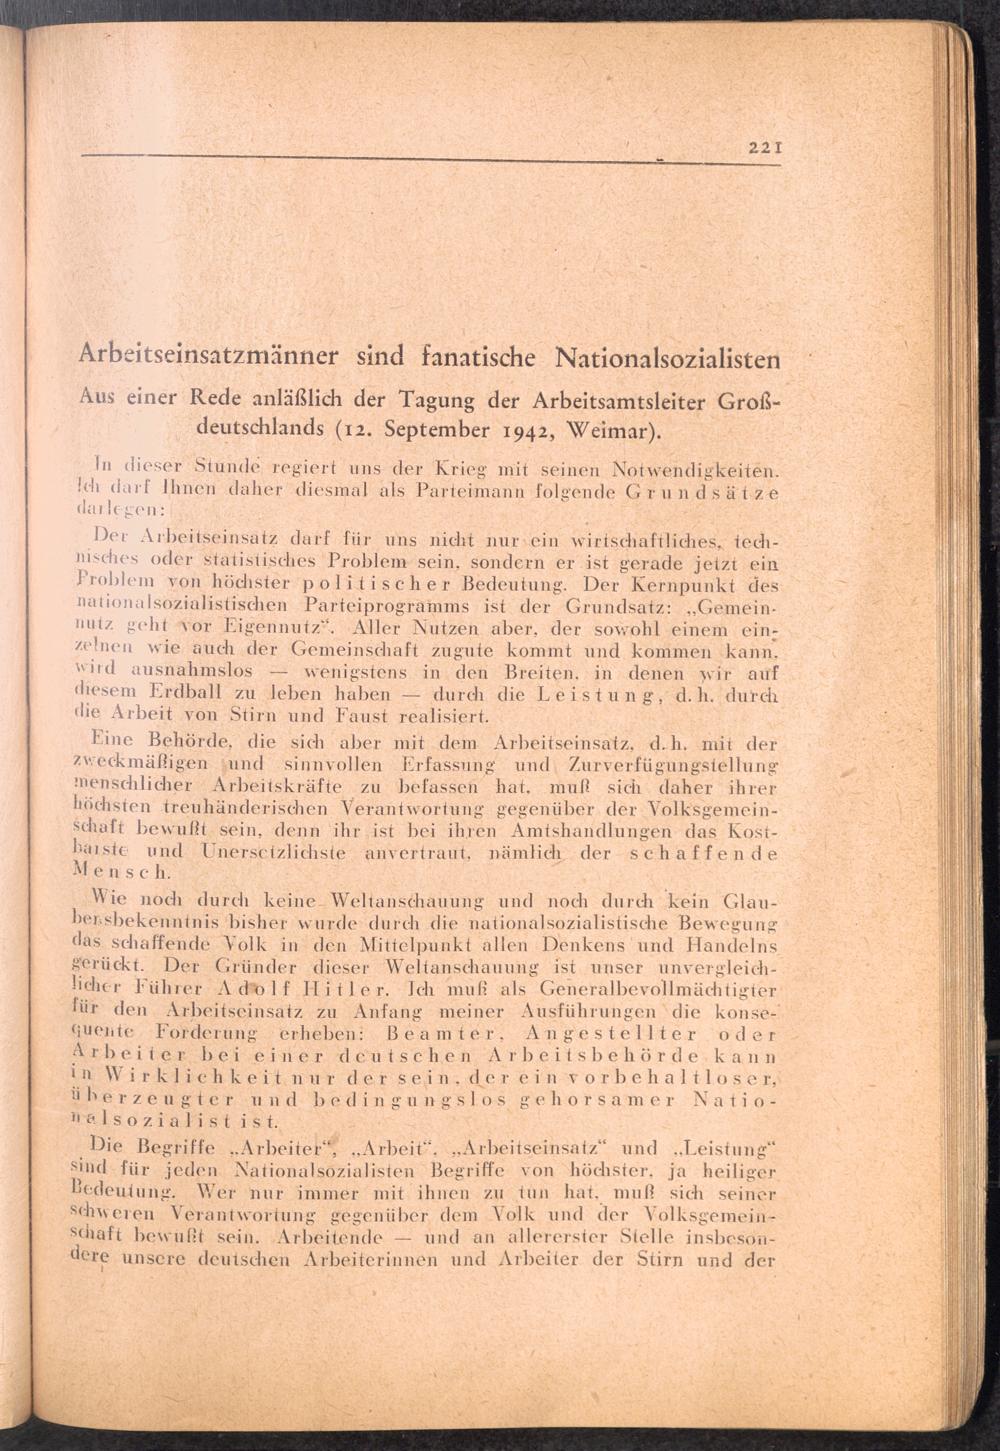 221
Arbeitseinsatzmänner sind fanatische Nationalsozialisten
Aus einer Rede anläßlich der Tagung der Arbeitsamtsleiter Groß-
deutschlands (12. September 1942, Weimar).
In dieser Stunde regiert uns der Krieg mit seinen Notwendigkeiten.
Ich darf Ihnen daher diesmal als Parteimann folgende Grundsätze
darlegen:
Der Arbeitseinsatz darf für uns nicht nur ein wirtschaftliches, tech-
nisches oder statistisches Problem sein, sondern er ist gerade jetzt ein
Problem von höchster politischer Bedeutung. Der Kernpunkt des
nationalsozialistischen Parteiprogramms ist der Grundsatz: „Gemein-
nutz geht vor Eigennutz“. Aller Nutzen aber, der sowohl einem ein-
zelnen wie auch der Gemeinschaft zugute kommt und kommen kann,
wird ausnahmslos — wenigstens in den Breiten, in denen wir auf
diesem Erdball zu leben haben — durch die Leistung, d. h. durch
die Arbeit von Stirn und Faust realisiert.
Eine Behörde, die sich aber mit dem Arbeitseinsatz, d. h. mit der
zweckmäßigen und sinnvollen Erfassung und Zurverfügungstellung
menschlicher Arbeitskräfte zu befassen hat, muß sich daher ihrer
höchsten treuhänderischen Verantwortung gegenüber der Volksgemein-
schaft bewußt sein, denn ihr ist bei ihren Amtshandlungen das Kost-
barste und Unersetzlichste anvertraut, nämlich der schaffende
Mensch.
Wie noch durch keine Weltanschauung und noch durch kein Glau-
bensbekenntnis bisher wurde durch die nationalsozialistische Bewegung
das schaffende Volk in den Mittelpunkt allen Denkens und Handelns
gerückt. Der Gründer dieser Weltanschauung ist unser unvergleich-
licher Führer Adolf Hitler. Ich muß als Generalbevollmächtigter
für den Arbeitseinsatz zu Anfang meiner Ausführungen die konse-
quente Forderung erheben: Beamter, Angestellter oder
Arbeiter bei einer deutschen Arbeitsbehörde kann
in Wirklichkeit nur der sein, der ein vorbehaltloser,
überzeugter und bedingungslos gehorsamer Natio-
nalsozialist ist.
Die Begriffe „Arbeiter“, „Arbeit“, „Arbeitseinsatz“ und „Leistung“
sind für jeden Nationalsozialisten Begriffe von höchster, ja heiliger
Bedeutung. Wer nur immer mit ihnen zu tun hat, muß sich seiner
schweren Verantwortung gegenüber dem Volk und der Volksgemein-
schaft bewußt sein. Arbeitende — und an allererster Stelle insbeson-
dere unsere deutschen Arbeiterinnen und Arbeiter der Stirn und der